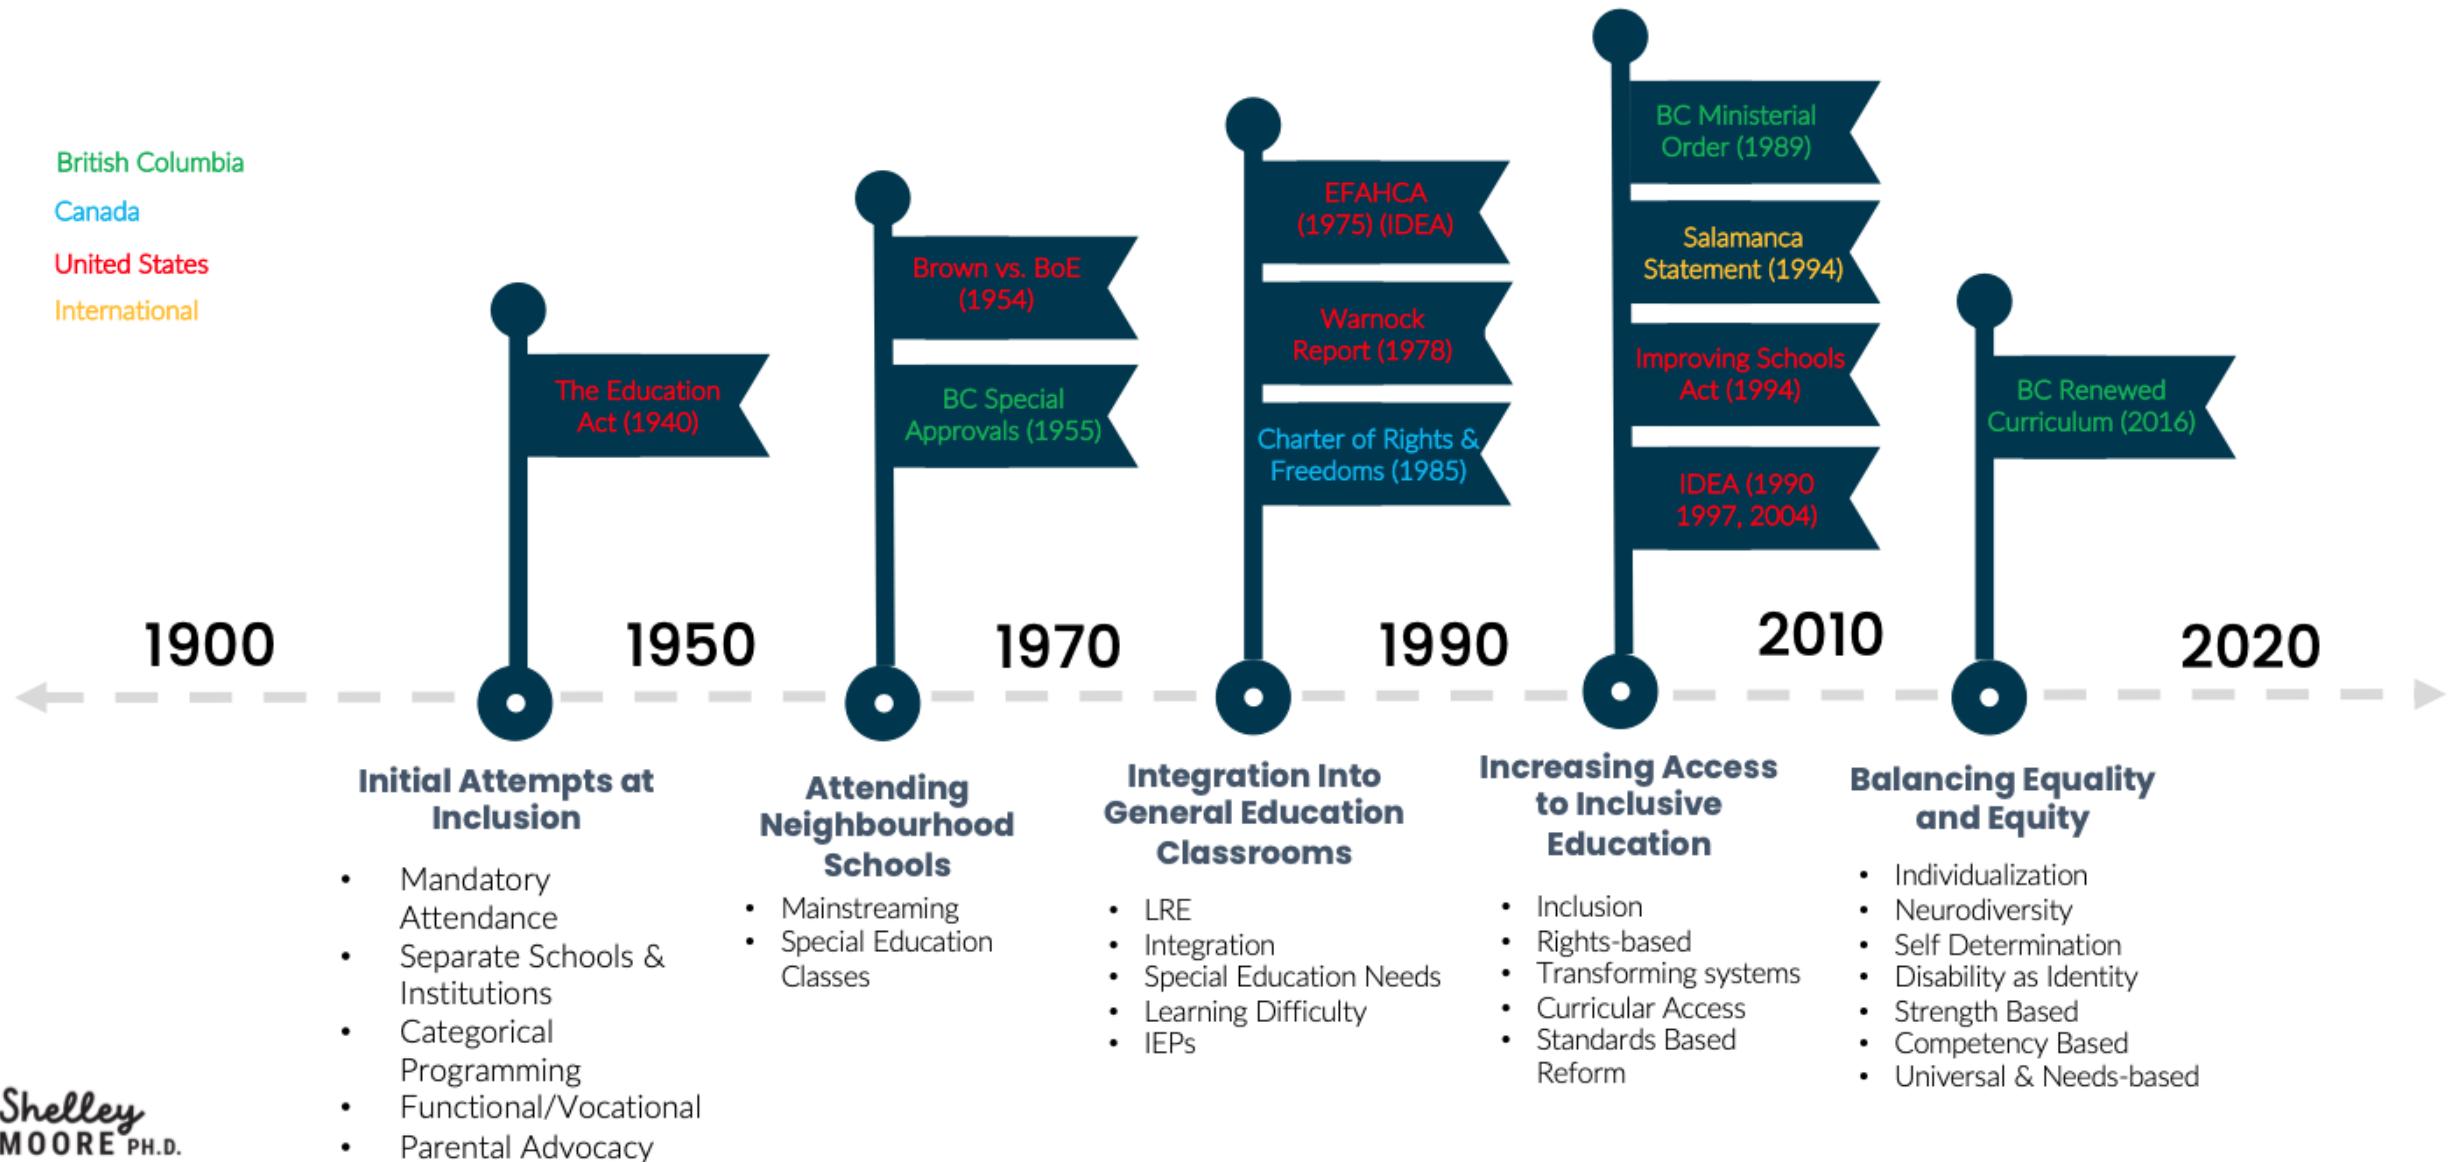 British Columbia
Canada
United States
International
The Education
Act (1940)
Brown vs. BoE
(1954)
BC Special
Approvals (1955)
EFAHCA
(1975) (IDEA)
Warnock
Report (1978)
Charter of Rights &
Freedoms (1985)
BC Ministerial
Order (1989)
Salamanca
Statement (1994)
Improving Schools
Act (1994)
IDEA (1990
1997, 2004)
BC Renewed
Curriculum (2016)
1900
1950
1970
1990
2010
2020
Initial Attempts at
Inclusion
• Mandatory
Attendance
• Separate Schools &
Institutions
• Categorical
Programming
• Functional/Vocational
• Parental Advocacy
Attending
Neighbourhood
Schools
• Mainstreaming
• Special Education
Classes
Integration Into
General Education
Classrooms
• LRE
• Integration
• Special Education Needs
• Learning Difficulty
• IEPs
Increasing Access
to Inclusive
Education
• Inclusion
• Rights-based
• Transforming systems
• Curricular Access
• Standards Based
Reform
Balancing Equality
and Equity
• Individualization
• Neurodiversity
• Self Determination
• Disability as Identity
• Strength Based
• Competency Based
• Universal & Needs-based
Shelley
MOORE PH.D.